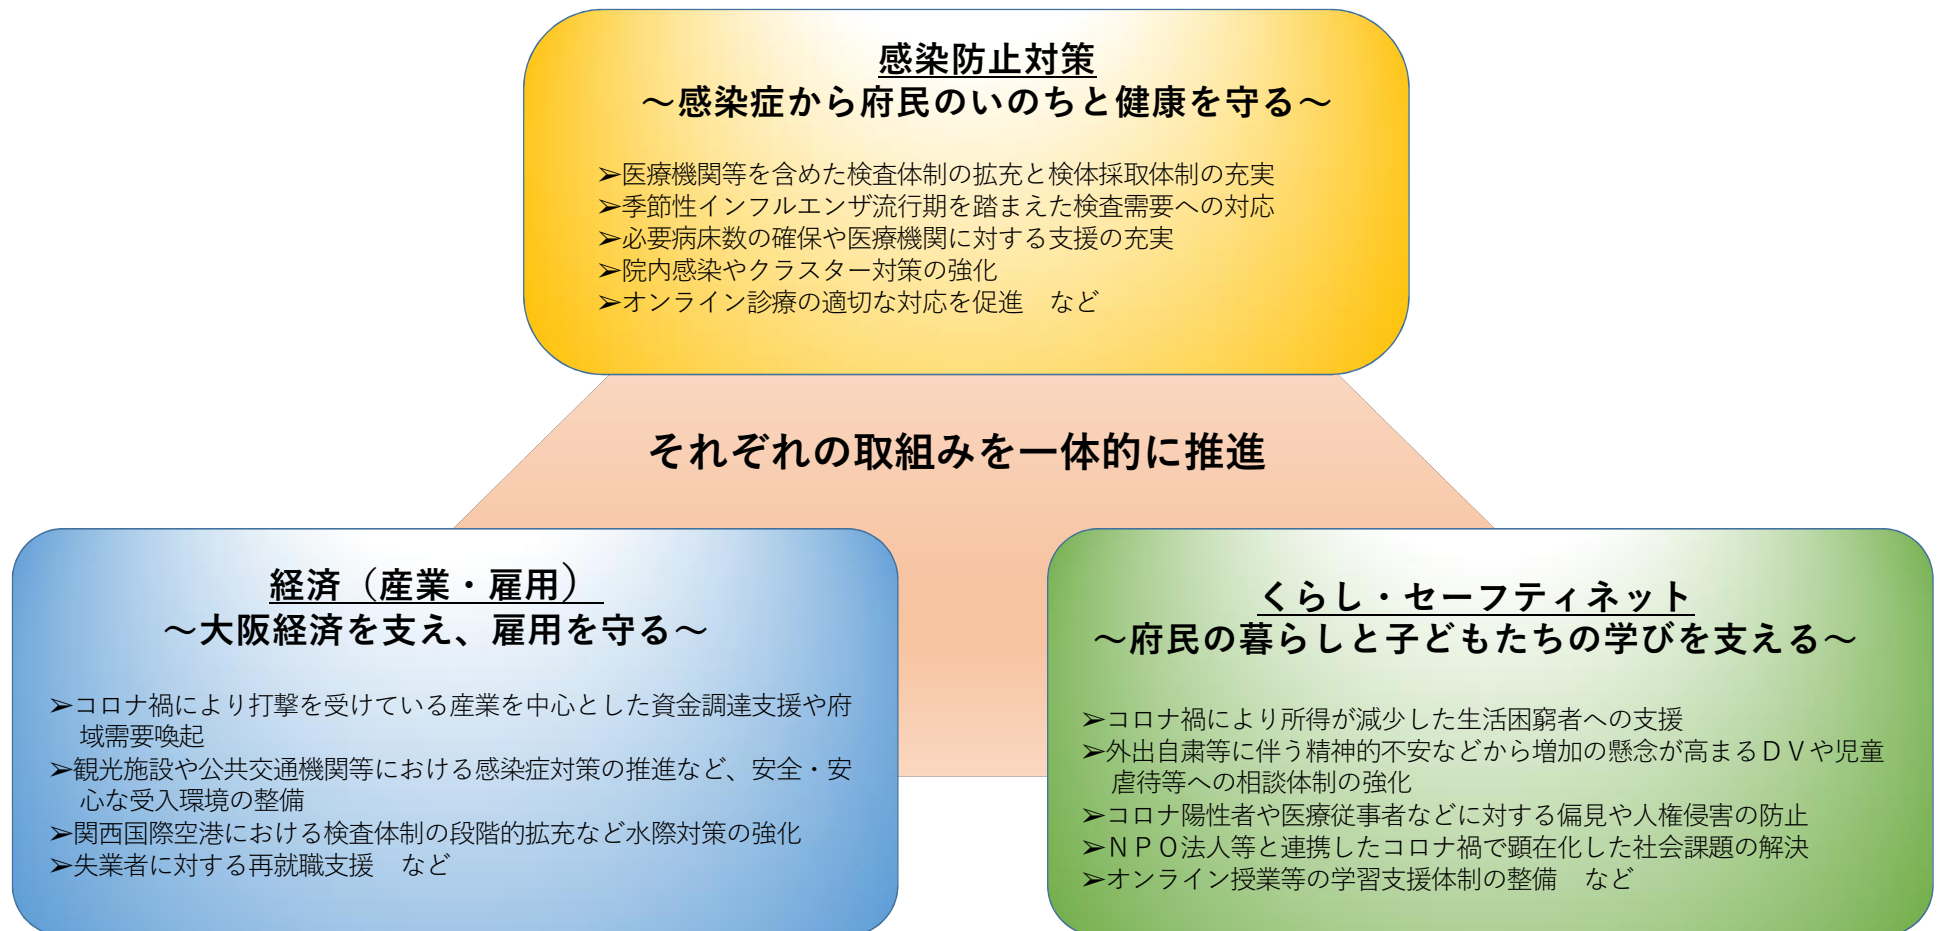 感染防止対策
～感染症から府民のいのちと健康を守る～
➢医療機関等を含めた検査体制の拡充と検体採取体制の充実
➢季節性インフルエンザ流行期を踏まえた検査需要への対応
➢必要病床数の確保や医療機関に対する支援の充実
➢院内感染やクラスター対策の強化
➢オンライン診療の適切な対応を促進　など
それぞれの取組みを一体的に推進
経済（産業・雇用）
～大阪経済を支え、雇用を守る～
➢コロナ禍により打撃を受けている産業を中心とした資金調達支援や府
域需要喚起
➢観光施設や公共交通機関等における感染症対策の推進など、安全・安
心な受入環境の整備
➢関西国際空港における検査体制の段階的拡充など水際対策の強化
➢失業者に対する再就職支援　など
くらし・セーフティネット
～府民の暮らしと子どもたちの学びを支える～
➢コロナ禍により所得が減少した生活困窮者への支援
➢外出自粛等に伴う精神的不安などから増加の懸念が高まるＤＶや児童
虐待等への相談体制の強化
➢コロナ陽性者や医療従事者などに対する偏見や人権侵害の防止
➢ＮＰＯ法人等と連携したコロナ禍で顕在化した社会課題の解決
➢オンライン授業等の学習支援体制の整備　など